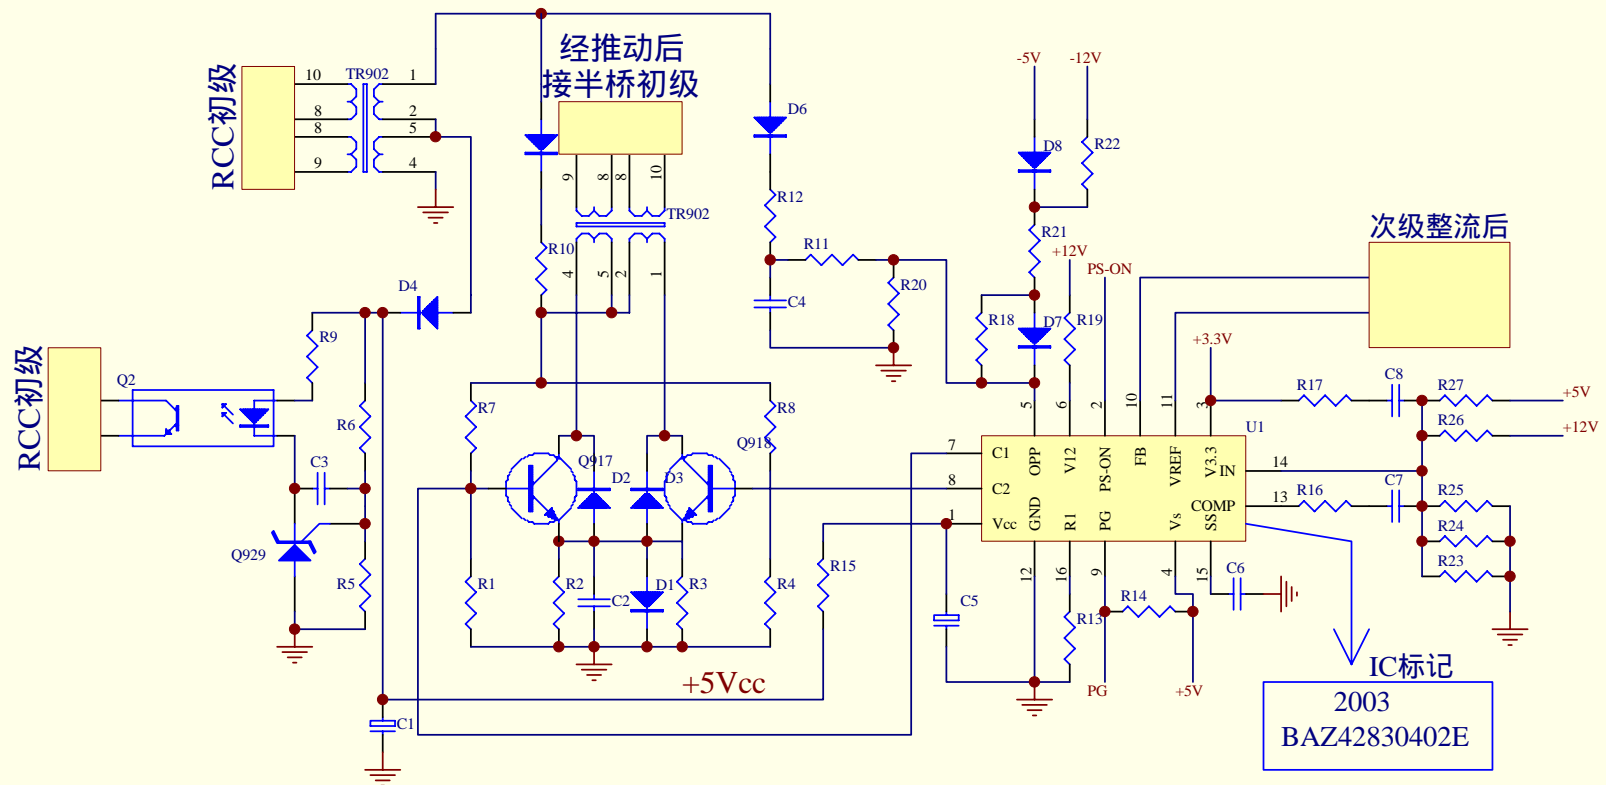 经推动后
接半桥初级
RCC初级
10
8
8
9
TR902
1
2
5
4
D6
R12
R11
C4
R20
9
8
8
10
TR902
4
5
2
1
R10
-5V
-12V
D8
R22
R21
+12V
PS-ON
R18
D7
R19
次级整流后
+3.3V
D4
R9
RCC初级
Q2
R6
C3
Q929
R5
R7
R8
Q917
Q918
D2
D3
R1
R2
C2
D1
R3
R4
R15
+5Vcc
C1
C5
5
6
2
10
11
3
U1
7
8
1
C1
C2
Vcc
OPP
V12
PS-ON
FB
VREF
V3.3
IN
COMP
GND
R1
PG
Vs
SS
14
13
12
16
9
4
15
R13
R14
C6
PG
+5V
R17
C8
R27
+5V
R26
+12V
R16
C7
R25
R24
R23
IC标记
2003
BAZ42830402E